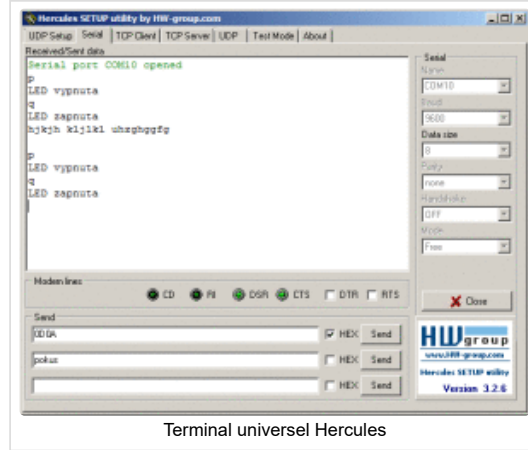 Hercules SETUP utility by HW-group.com
UDP Setup Serial TCP Client TCP Server UDP Test Mode About
Received/Sent data
Serial port COM10 opened
p
LED vypnuta
q
LED zapnuta
hjkjh kljlkl uhzghggfg
p
LED vypnuta
q
LED zapnuta
Serial
Name
COM10
Baud
9600
Data size
8
Parity
none
Handshake
OFF
Mode
Free
Modem lines
CD RI DSR CTS DTR RTS
Close
Send
0D0A HEX Send
pokus HEX Send
HEX Send
HWgroup
www.HW-group.com
Hercules SETUP utility
Version 3.2.6
Terminal universel Hercules